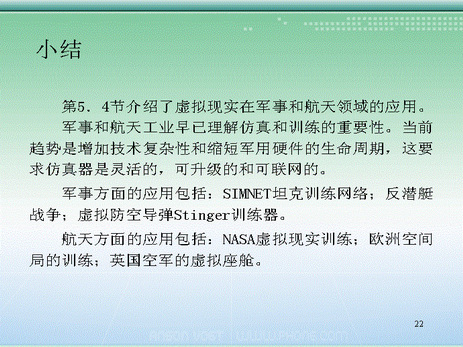 小结
第5．4节介绍了虚拟现实在军事和航天领域的应用。
军事和航天工业早已理解仿真和训练的重要性。当前
趋势是增加技术复杂性和缩短军用硬件的生命周期，这要
求仿真器是灵活的，可升级的和可联网的。
军事方面的应用包括：SIMNET坦克训练网络；反潜艇
战争；虚拟防空导弹Stinger训练器。
航天方面的应用包括：NASA虚拟现实训练；欧洲空间
局的训练；英国空军的虚拟座舱。
22